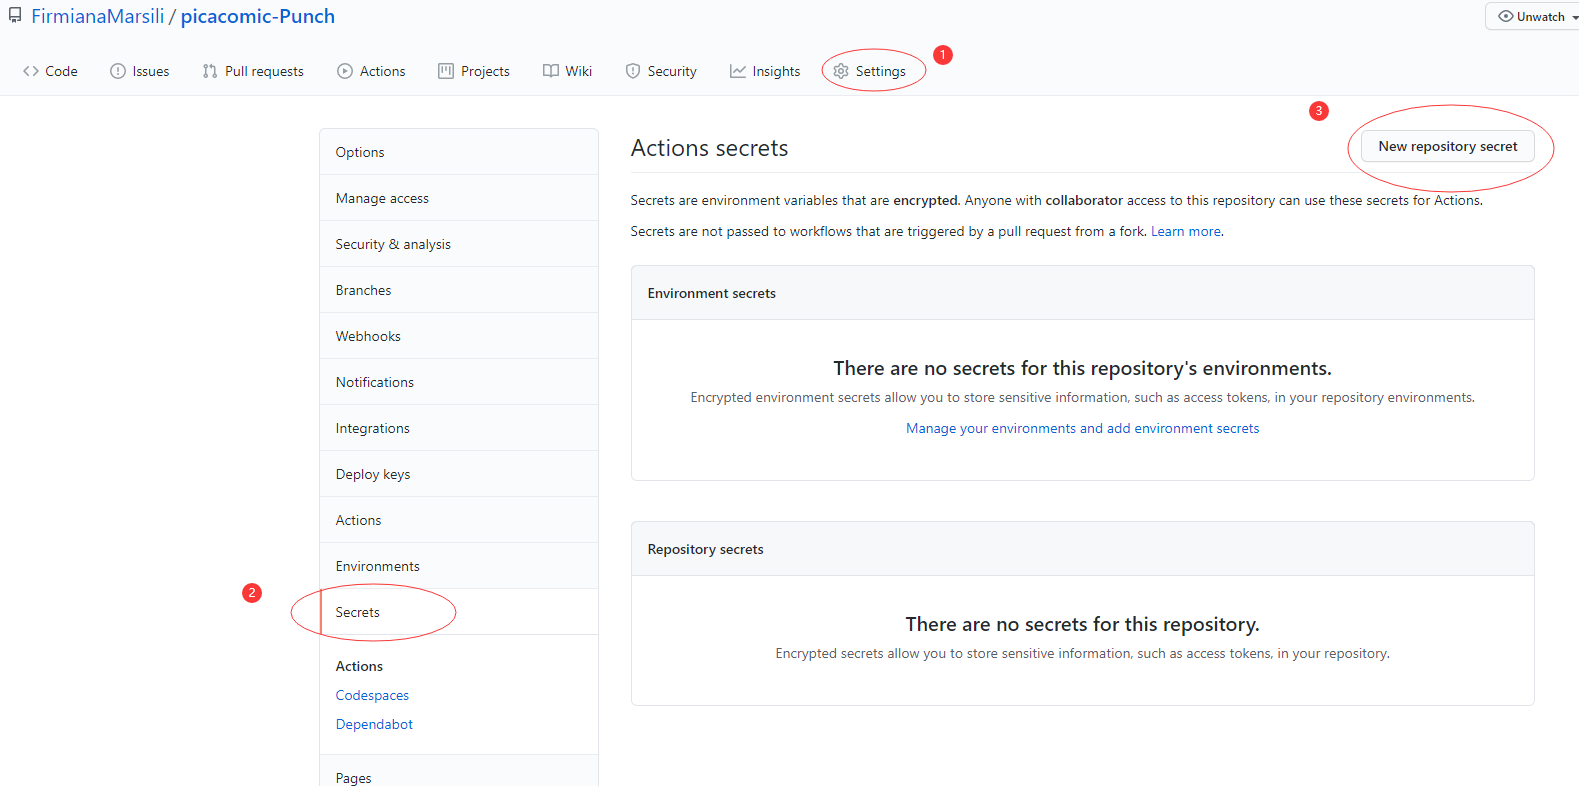 FirmianaMarsili / picacomic-Punch
Unwatch
Code Issues Pull requests Actions Projects Wiki Security Insights Settings 1
3
Options
Manage access
Security & analysis
Branches
Webhooks
Notifications
Integrations
Deploy keys
Actions
Environments
2
Secrets
Actions
Codespaces
Dependabot
Pages
Actions secrets
New repository secret
Secrets are environment variables that are encrypted. Anyone with collaborator access to this repository can use these secrets for Actions.
Secrets are not passed to workflows that are triggered by a pull request from a fork. Learn more.
Environment secrets
There are no secrets for this repository's environments.
Encrypted environment secrets allow you to store sensitive information, such as access tokens, in your repository environments.
Manage your environments and add environment secrets
Repository secrets
There are no secrets for this repository.
Encrypted secrets allow you to store sensitive information, such as access tokens, in your repository.